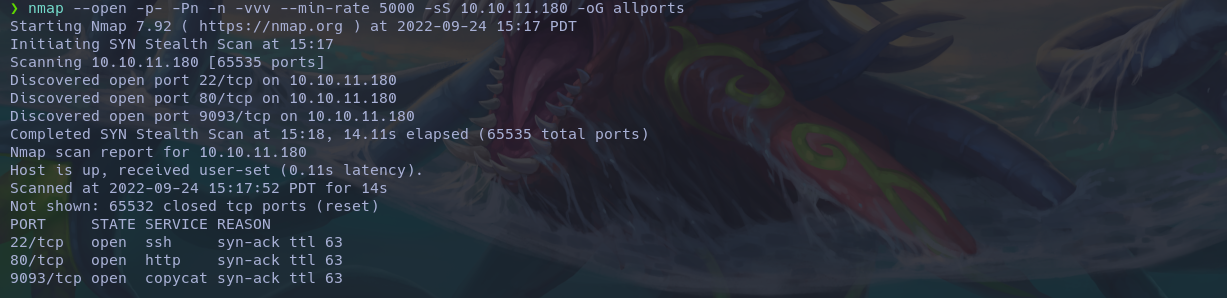 ❯ nmap --open -p- -Pn -n -vvv --min-rate 5000 -sS 10.10.11.180 -oG allports
Starting Nmap 7.92 ( https://nmap.org ) at 2022-09-24 15:17 PDT
Initiating SYN Stealth Scan at 15:17
Scanning 10.10.11.180 [65535 ports]
Discovered open port 22/tcp on 10.10.11.180
Discovered open port 80/tcp on 10.10.11.180
Discovered open port 9093/tcp on 10.10.11.180
Completed SYN Stealth Scan at 15:18, 14.11s elapsed (65535 total ports)
Nmap scan report for 10.10.11.180
Host is up, received user-set (0.11s latency).
Scanned at 2022-09-24 15:17:52 PDT for 14s
Not shown: 65532 closed tcp ports (reset)
PORT     STATE SERVICE REASON
22/tcp   open  ssh     syn-ack ttl 63
80/tcp   open  http    syn-ack ttl 63
9093/tcp open  copycat syn-ack ttl 63